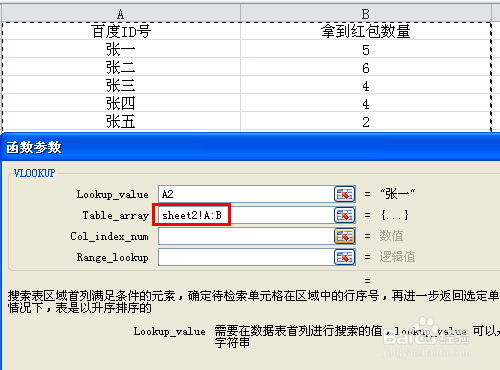 A B
百度ID号 拿到红包数量
张一 5
张二 6
张三 4
张四 4
张五 2
函数参数
VLOOKUP
Lookup_value A2 = "张一"
Table_array sheet2!A:B = {...}
Col_index_num = 数值
Range_lookup = 逻辑值
=
搜索表区域首列满足条件的元素，确定待检索单元格在区域中的行序号，再进一步返回选定单
情况下，表是以升序排序的
Lookup_value 需要在数据表首列进行搜索的值，lookup_value 可以
字符串
Baidu经验
jingyan.baidu.com